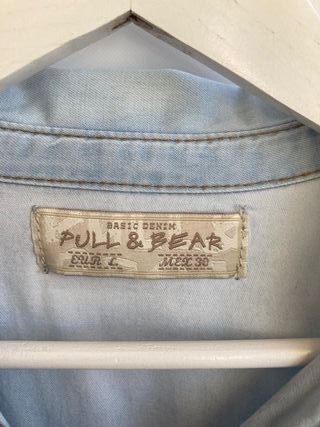 BASIC DENIM
PULL & BEAR
EUR L MEX 30